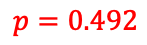 p = 0.492